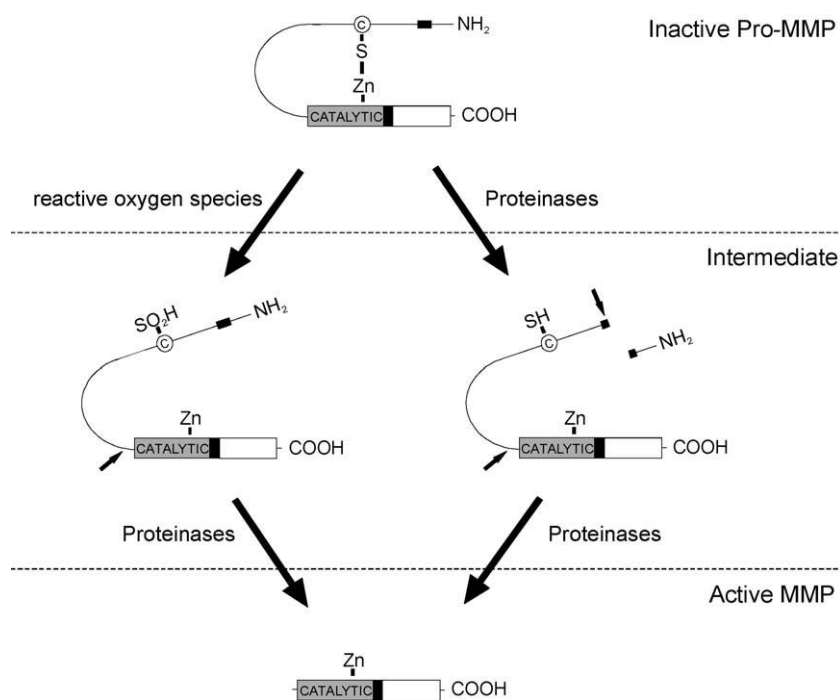 C NH₂
Inactive Pro-MMP
S
Zn
CATALYTIC COOH
reactive oxygen species
Proteinases
Intermediate
SO₂H NH₂
C
SH
C NH₂
Zn
CATALYTIC COOH
Zn
CATALYTIC COOH
Proteinases
Proteinases
Active MMP
Zn
CATALYTIC COOH